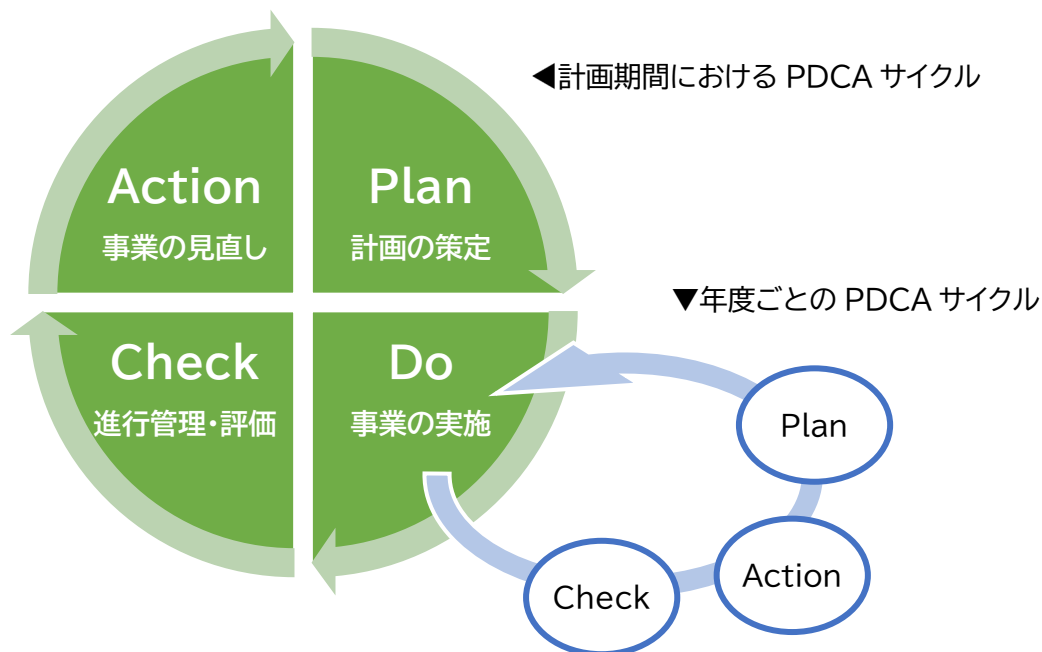 ◀計画期間における PDCA サイクル
Action
事業の見直し
Plan
計画の策定
▼年度ごとの PDCA サイクル
Check
進行管理・評価
Do
事業の実施
Plan
Action
Check